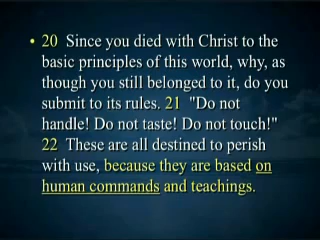 • 20 Since you died with Christ to the
basic principles of this world, why, as
though you still belonged to it, do you
submit to its rules. 21 "Do not
handle! Do not taste! Do not touch!"
22 These are all destined to perish
with use, because they are based on
human commands and teachings.